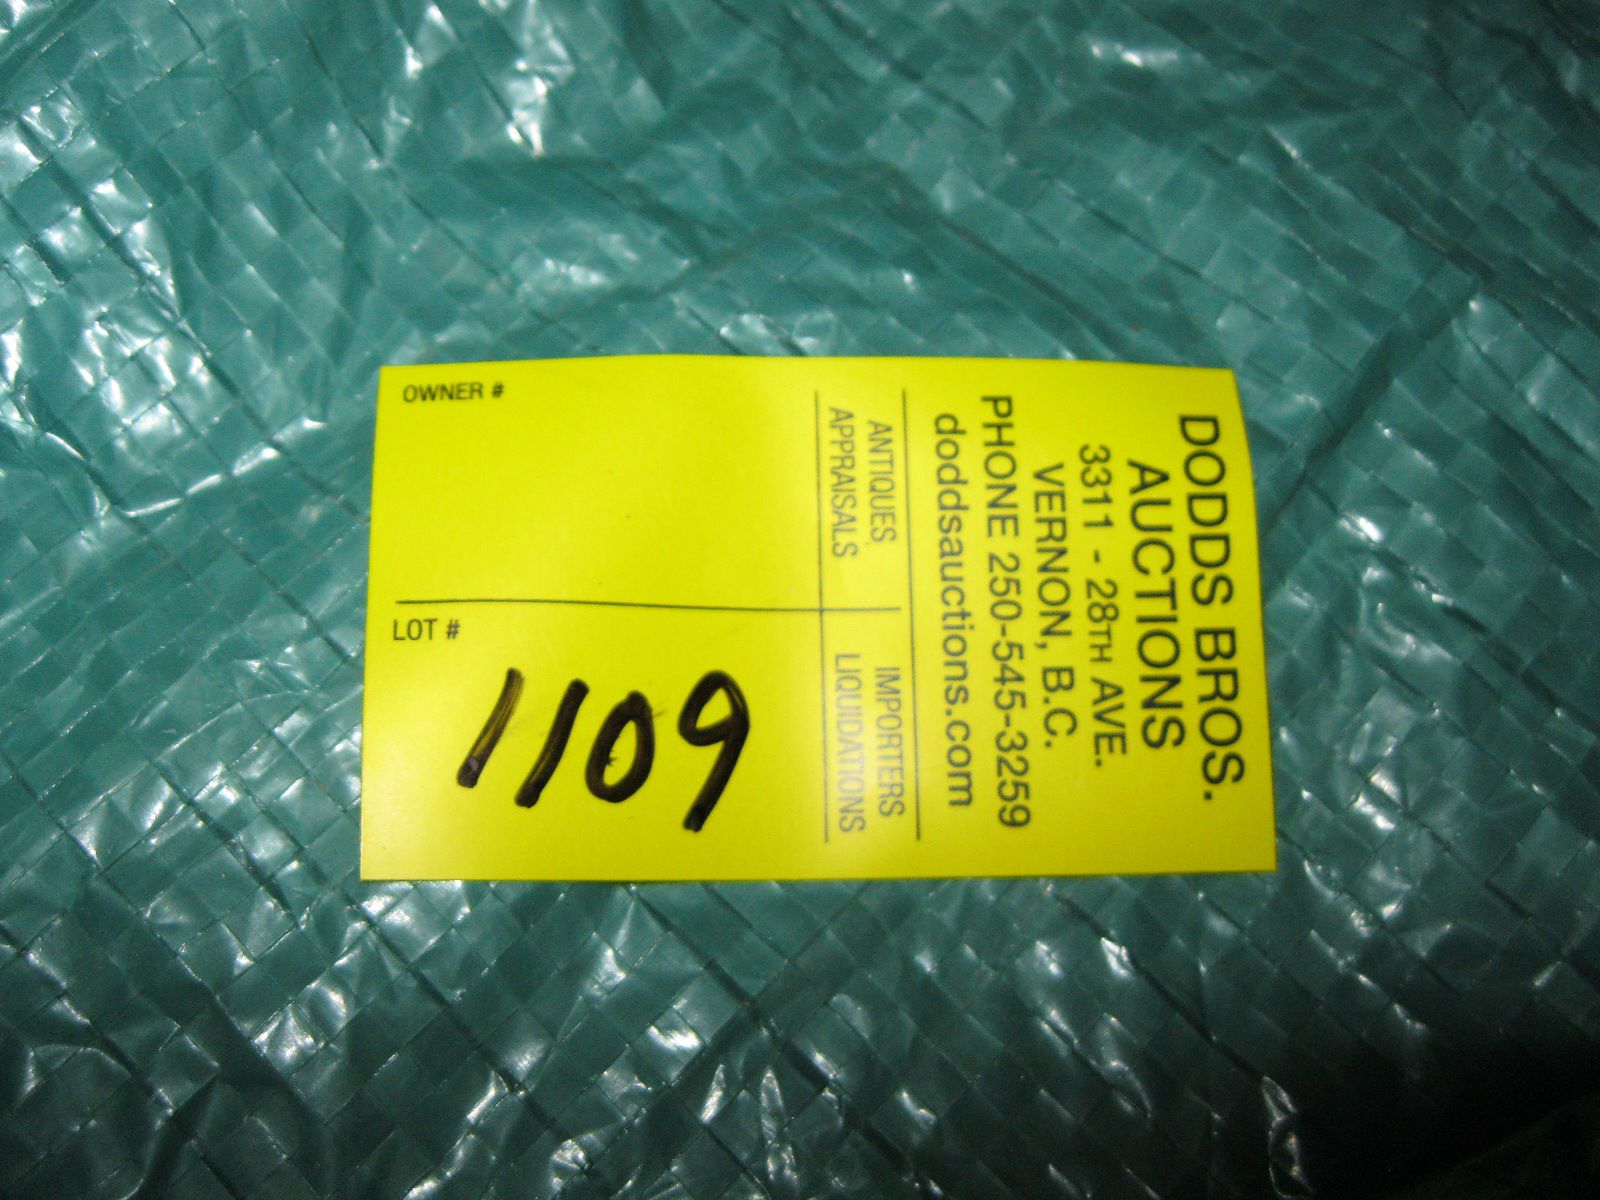 DODDS BROS.
AUCTIONS
3311 - 28TH AVE.
VERNON, B.C.
PHONE 250-545-3259
doddsauctions.com
ANTIQUES, IMPORTERS
APPRAISALS LIQUIDATIONS
OWNER #
LOT #
1109